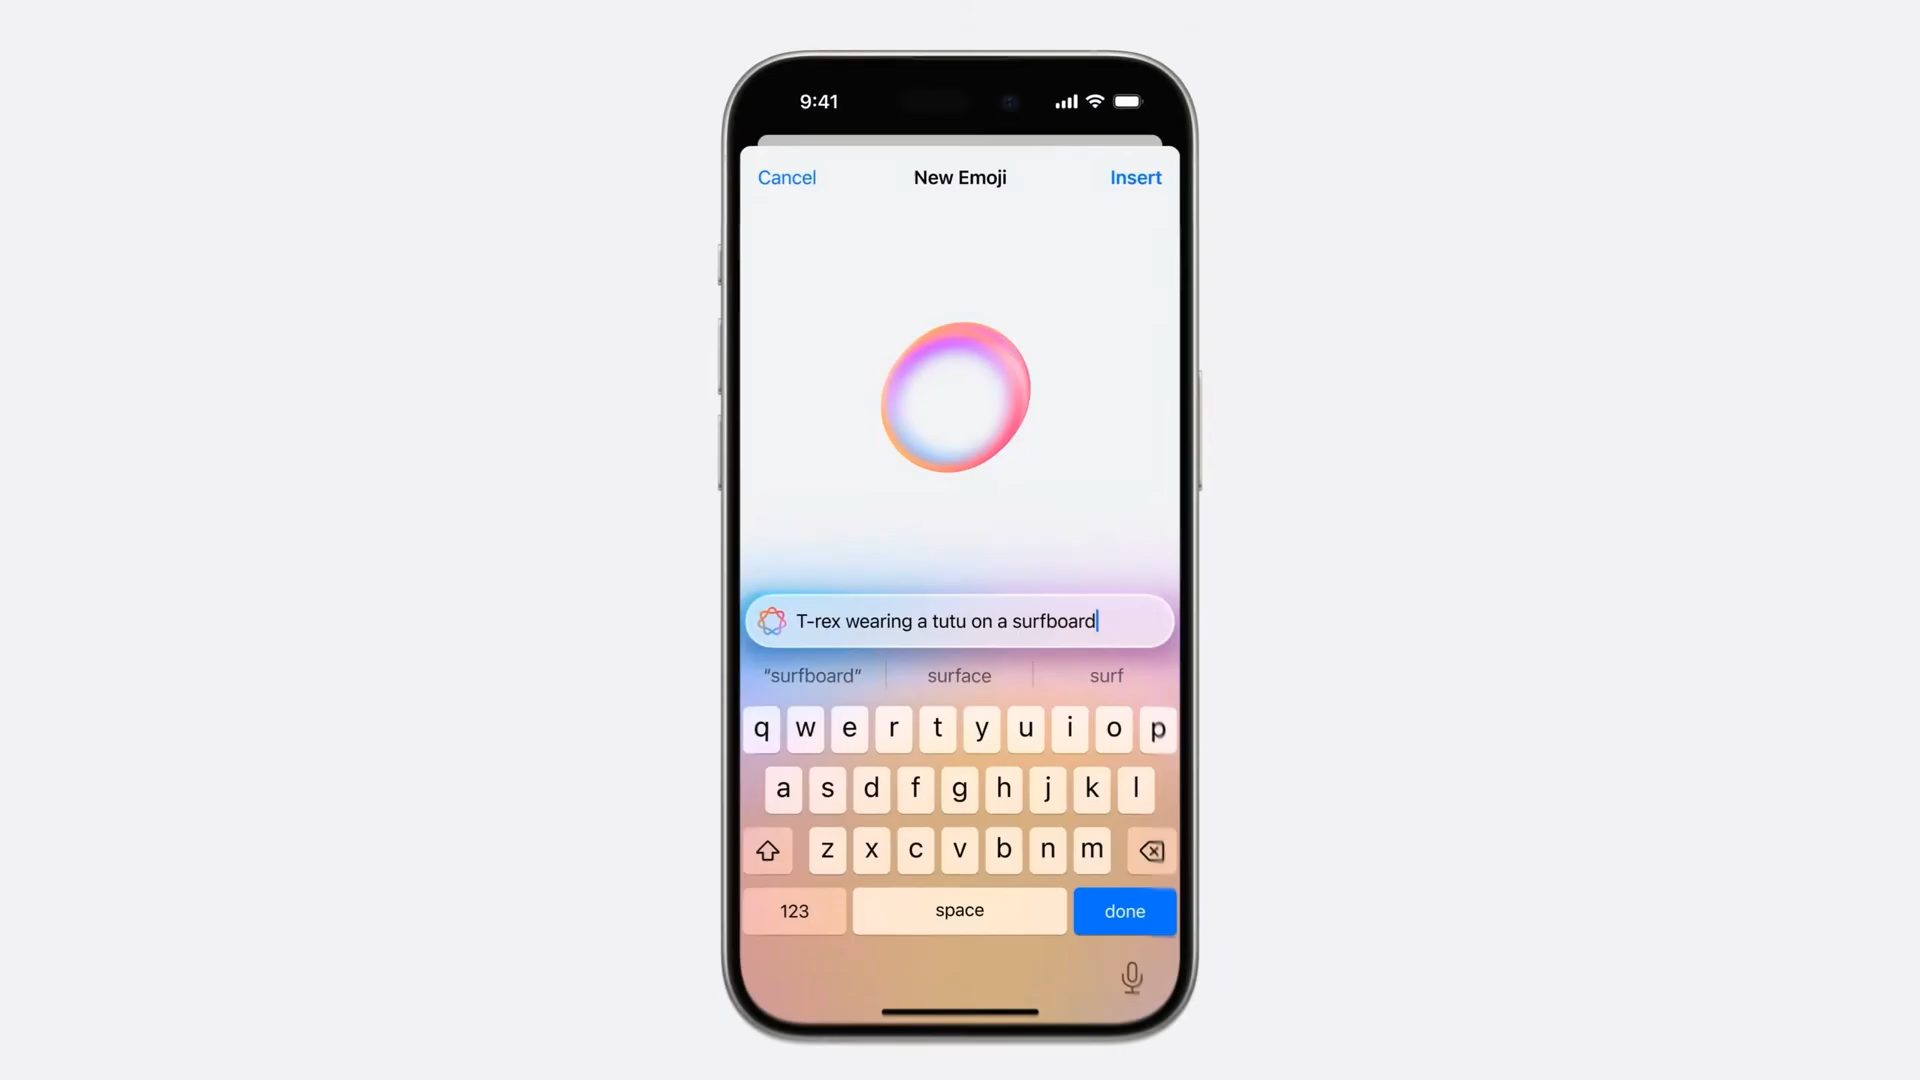 9:41
Cancel New Emoji Insert
T-rex wearing a tutu on a surfboard
“surfboard” surface surf
q w e r t y u i o p
a s d f g h j k l
z x c v b n m
123 space done